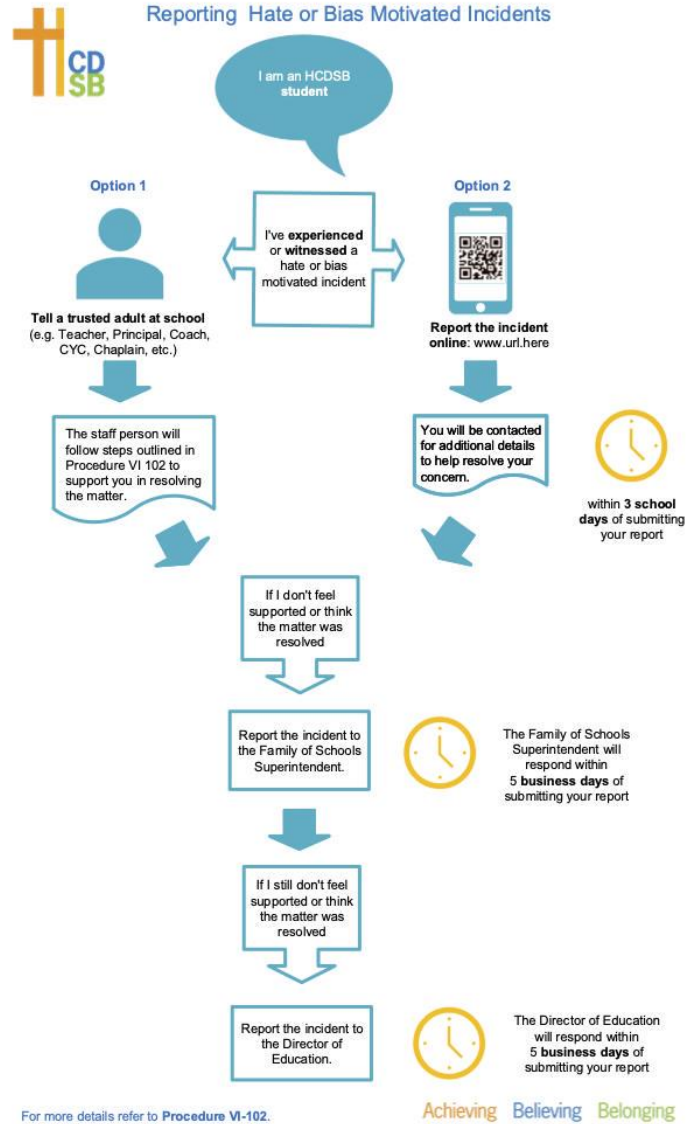 Reporting Hate or Bias Motivated Incidents
HCDSB
I am an HCDSB
student
Option 1
Option 2
I've experienced
or witnessed a
hate or bias
motivated incident
Tell a trusted adult at school
(e.g. Teacher, Principal, Coach,
CYC, Chaplain, etc.)
Report the incident
online: www.url.here
The staff person will
follow steps outlined in
Procedure VI 102 to
support you in resolving
the matter.
You will be contacted
for additional details
to help resolve your
concern.
within 3 school
days of submitting
your report
If I don't feel
supported or think
the matter was
resolved
Report the incident to
the Family of Schools
Superintendent.
The Family of Schools
Superintendent will
respond within
5 business days of
submitting your report
If I still don't feel
supported or think
the matter was
resolved
Report the incident to
the Director of
Education.
The Director of Education
will respond within
5 business days of
submitting your report
For more details refer to Procedure VI-102.
Achieving Believing Belonging